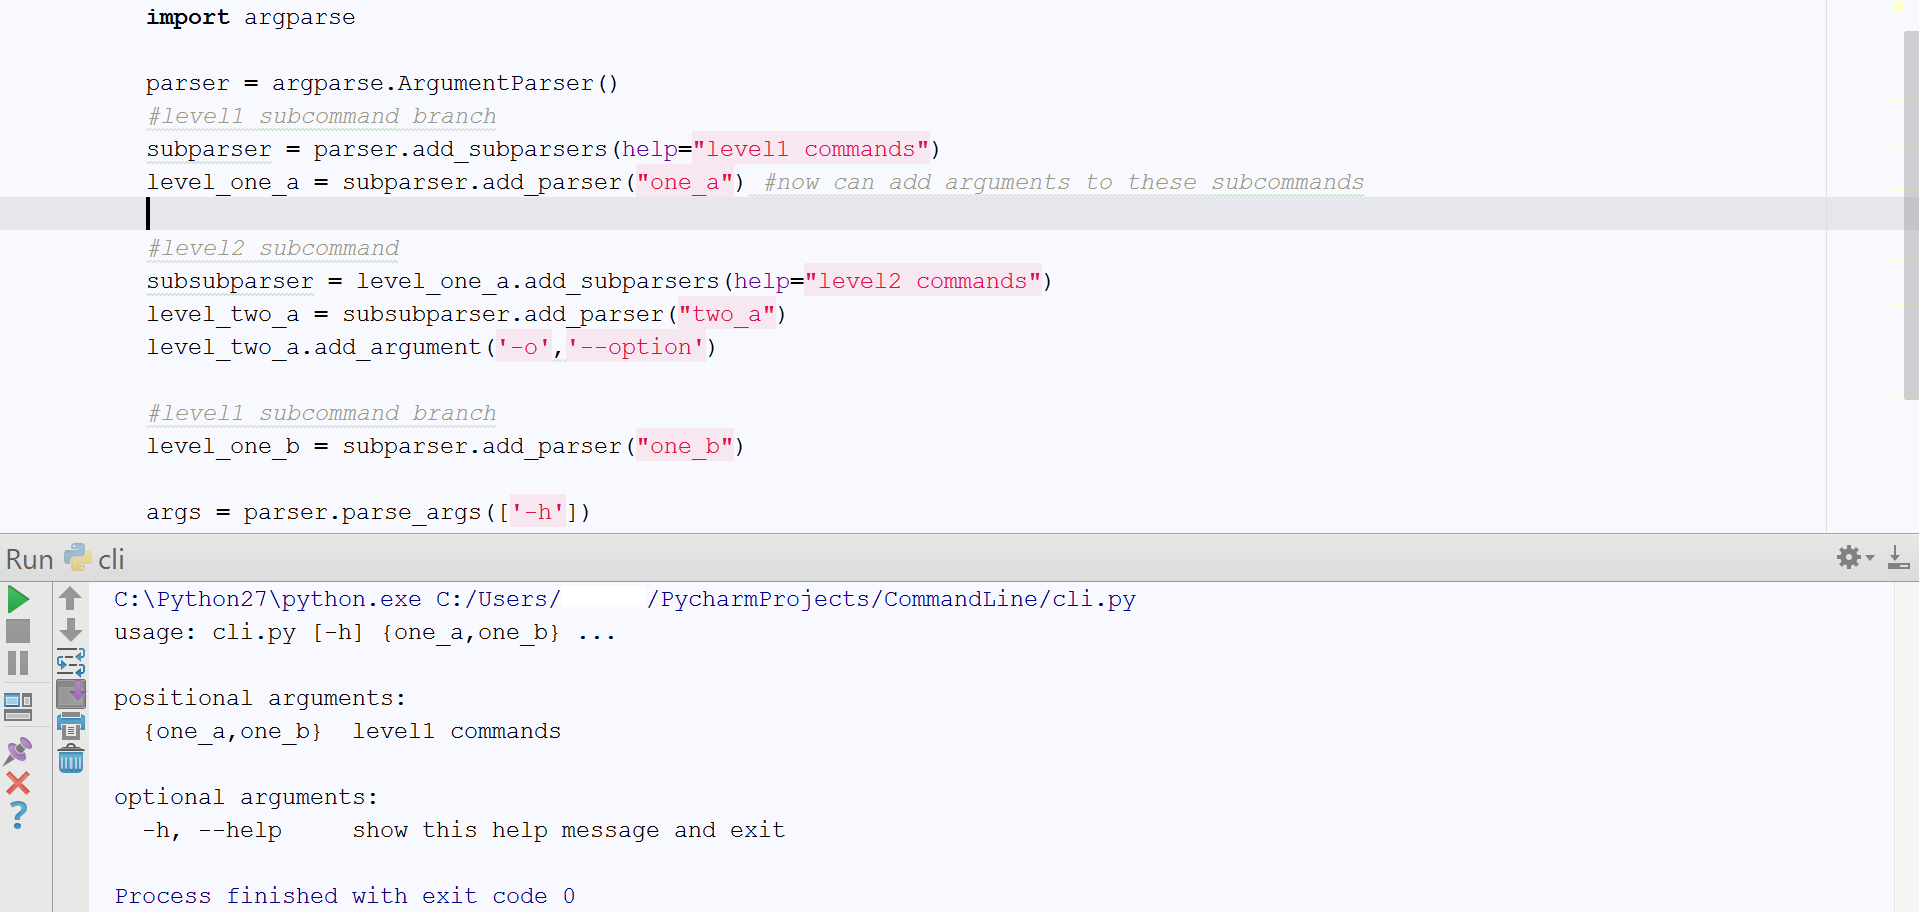 import argparse
parser = argparse.ArgumentParser()
#level1 subcommand branch
subparser = parser.add_subparsers(help="level1 commands")
level_one_a = subparser.add_parser("one_a") #now can add arguments to these subcommands
#level2 subcommand
subsubparser = level_one_a.add_subparsers(help="level2 commands")
level_two_a = subsubparser.add_parser("two_a")
level_two_a.add_argument('-o','--option')
#level1 subcommand branch
level_one_b = subparser.add_parser("one_b")
args = parser.parse_args(['-h'])
Run cli
C:\Python27\python.exe C:/Users/ /PycharmProjects/CommandLine/cli.py
usage: cli.py [-h] {one_a,one_b} ...
positional arguments:
{one_a,one_b} level1 commands
optional arguments:
-h, --help show this help message and exit
Process finished with exit code 0